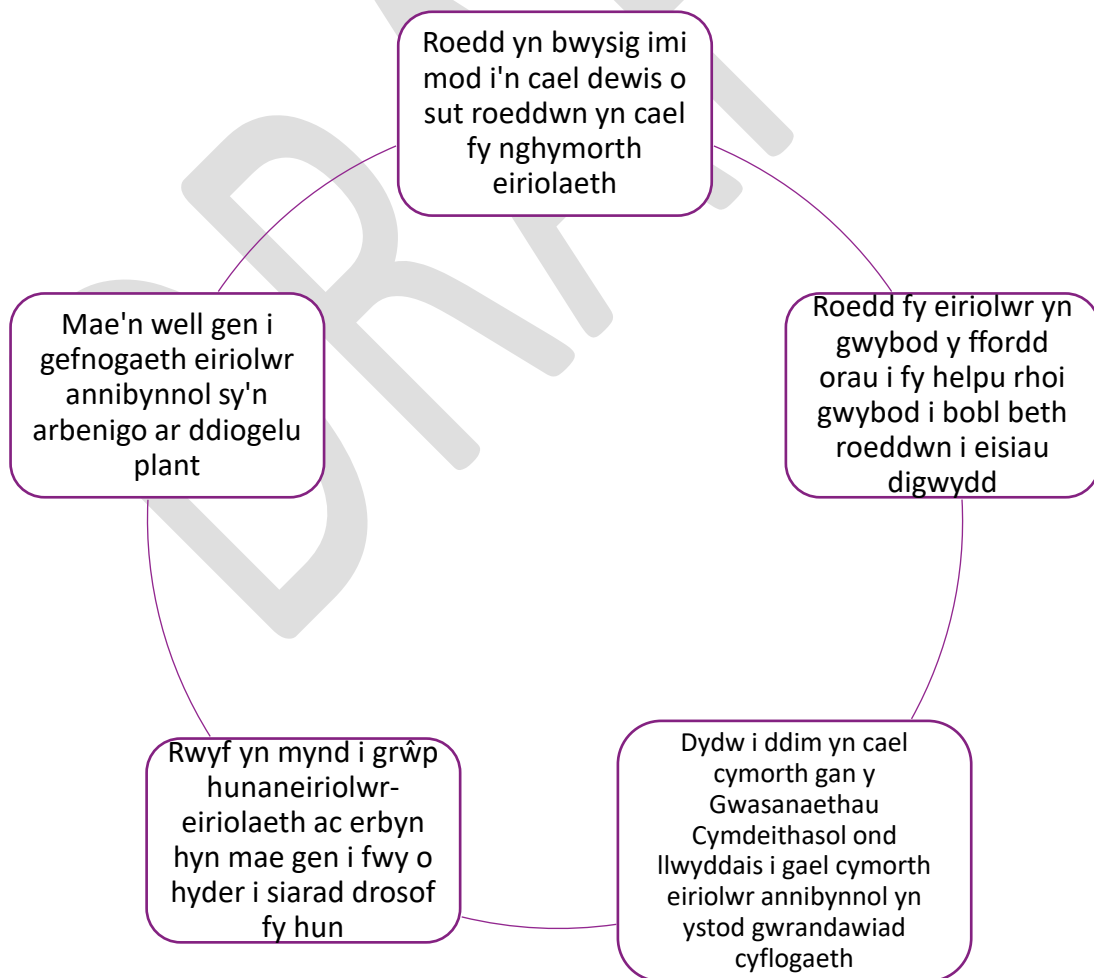 Roedd yn bwysig imi
mod i'n cael dewis o
sut roeddwn yn cael
fy nghymorth
eiriolaeth
Roedd fy eiriolwr yn
gwybod y ffordd
orau i fy helpu rhoi
gwybod i bobl beth
roeddwn i eisiau
digwydd
Dydw i ddim yn cael
cymorth gan y
Gwasanaethau
Cymdeithasol ond
llwyddais i gael cymorth
eiriolwr annibynnol yn
ystod gwrandawiad
cyflogaeth
Rwyf yn mynd i grŵp
hunaneiriolwr-
eiriolaeth ac erbyn
hyn mae gen i fwy o
hyder i siarad drosof
fy hun
Mae'n well gen i
gefnogaeth eiriolwr
annibynnol sy'n
arbenigo ar ddiogelu
plant